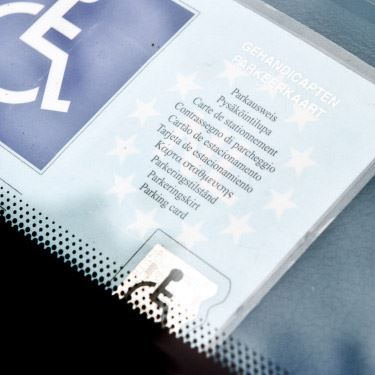 GEHANDICAPTEN
PARKEERKAART
Parkausweis
Pysäköintilupa
Carte de stationnement
Contrassegno di parcheggio
Cartão de estacionamento
Tarjeta de estacionamiento
Κάρτα στάθμευσης
Parkeringstilstånd
Parkeringskort
Parking card